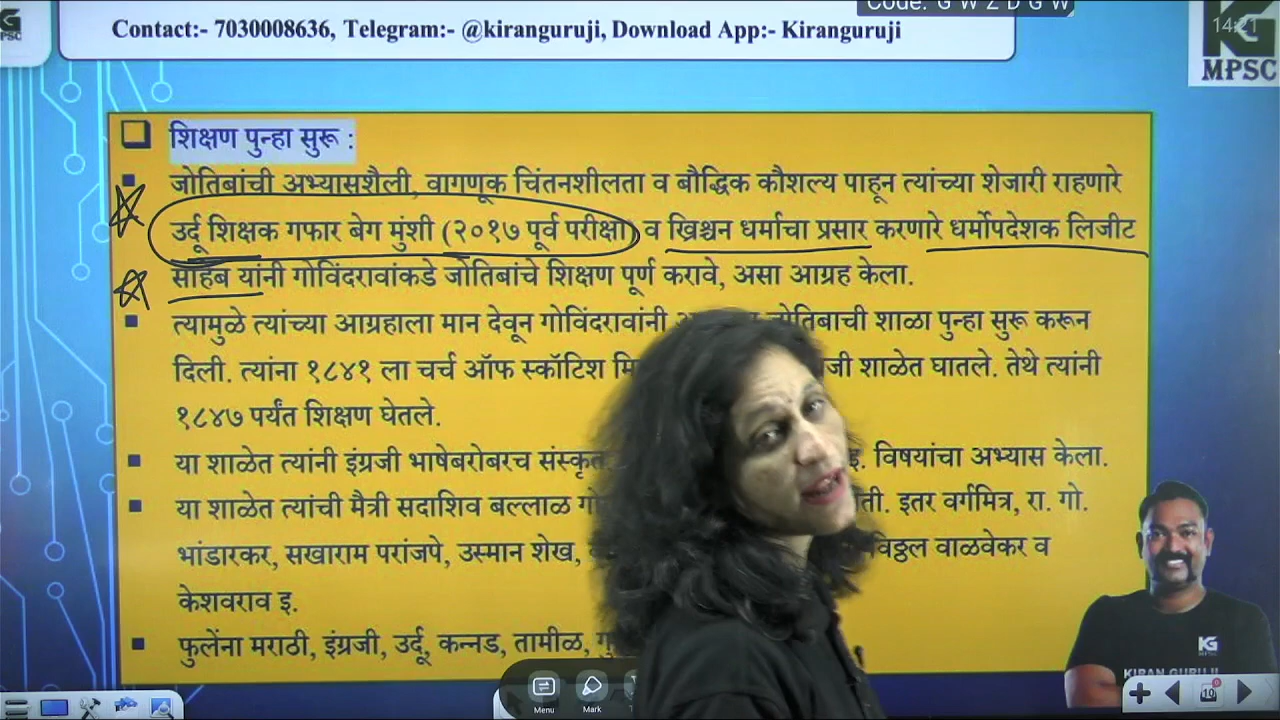 Code: G W Z D G W
Contact:- 7030008636, Telegram:- @kiranguruji, Download App:- Kiranguruji
14:21
MPSC
शिक्षण पुन्हा सुरू :
जोतिबांची अभ्यासशैली, वागणूक चिंतनशीलता व बौद्धिक कौशल्य पाहून त्यांच्या शेजारी राहणारे
उर्दू शिक्षक गफार बेग मुंशी (२०१७ पूर्व परीक्षा) व ख्रिश्चन धर्माचा प्रसार करणारे धर्मोपदेशक लिजीट
साहेब यांनी गोविंदरावांकडे जोतिबांचे शिक्षण पूर्ण करावे, असा आग्रह केला.
त्यामुळे त्यांच्या आग्रहाला मान देवून गोविंदरावांनी जोतिबाची शाळा पुन्हा सुरू करून
दिली. त्यांना १८४१ ला चर्च ऑफ स्कॉटिश शाळेत घातले. तेथे त्यांनी
१८४७ पर्यंत शिक्षण घेतले.
या शाळेत त्यांनी इंग्रजी भाषेबरोबरच संस्कृत इ. विषयांचा अभ्यास केला.
या शाळेत त्यांची मैत्री सदाशिव बल्लाळ इतर वर्गमित्र, रा. गो.
भांडारकर, सखाराम परांजपे, उस्मान शेख, विठ्ठल वाळवेकर व
केशवराव इ.
फुलेंना मराठी, इंग्रजी, उर्दू, कन्नड, तामीळ,
KG
KIRAN GURUJI
Menu
Mark
10